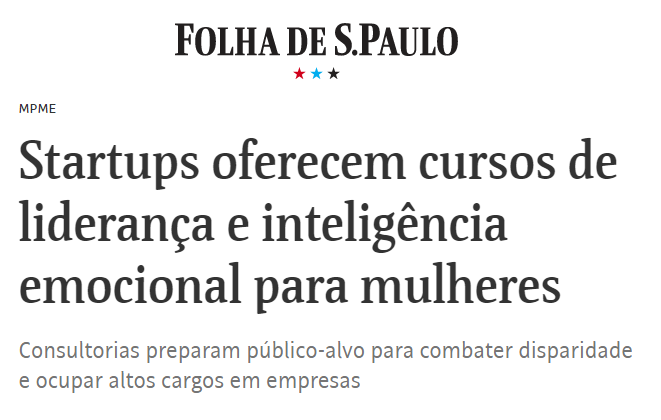 FOLHA DE S.PAULO
MPME
Startups oferecem cursos de
liderança e inteligência
emocional para mulheres
Consultorias preparam público-alvo para combater disparidade
e ocupar altos cargos em empresas